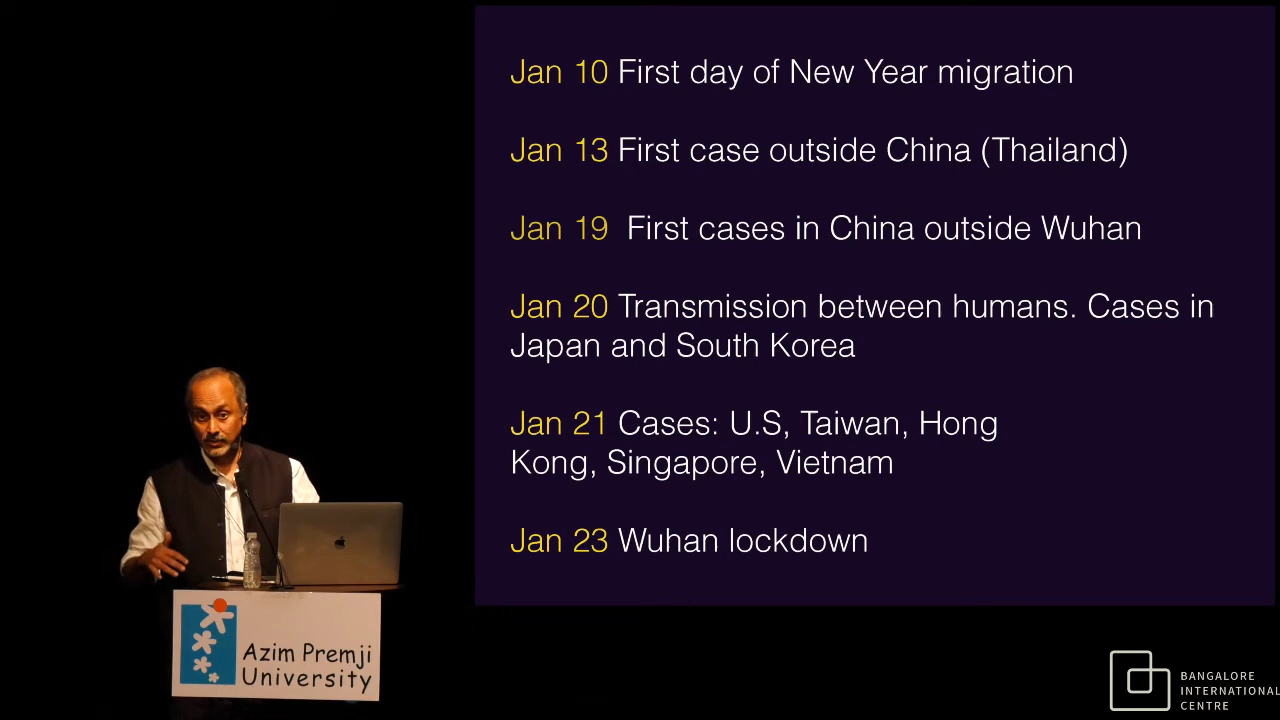 Jan 10 First day of New Year migration
Jan 13 First case outside China (Thailand)
Jan 19 First cases in China outside Wuhan
Jan 20 Transmission between humans. Cases in
Japan and South Korea
Jan 21 Cases: U.S, Taiwan, Hong
Kong, Singapore, Vietnam
Jan 23 Wuhan lockdown
Azim Premji
University
BANGALORE
INTERNATIONAL
CENTRE